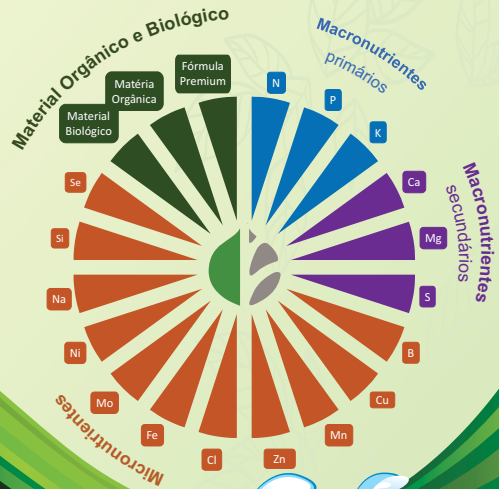 Material Orgânico e Biológico
Fórmula
Premium
Matéria
Orgânica
Material
Biológico
Macronutrientes
primários
N
P
K
Macronutrientes
secundários
Ca
Mg
S
B
Cu
Mn
Zn
Cl
Fe
Mo
Ni
Na
Si
Se
Micronutrientes